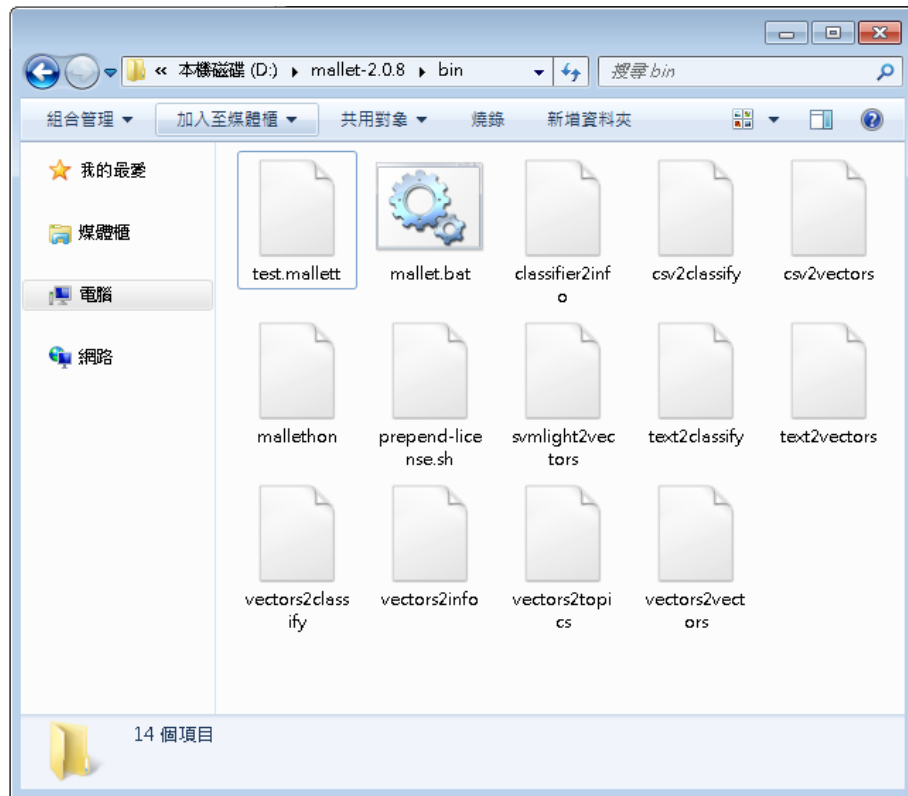 « 本機磁碟 (D:) ▸ mallet-2.0.8 ▸ bin
搜尋 bin
組合管理 ▼ 加入至媒體櫃 ▼ 共用對象 ▼ 燒錄 新增資料夾
我的最愛
媒體櫃
電腦
網路
test.mallett
mallet.bat
classifier2inf
o
csv2classify
csv2vectors
mallethon
prepend-lice
nse.sh
svmlight2vec
tors
text2classify
text2vectors
vectors2class
ify
vectors2info
vectors2topi
cs
vectors2vect
ors
14 個項目